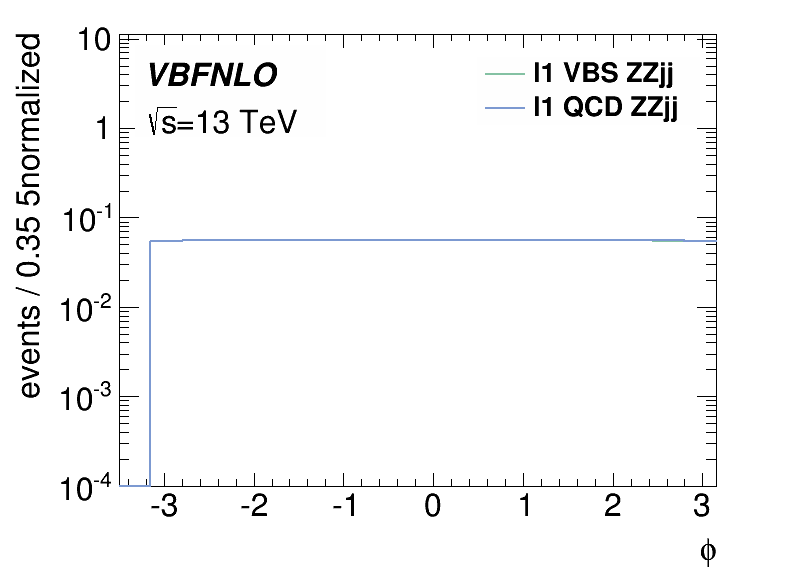 events / 0.35 5normalized
10
1
10⁻¹
10⁻²
10⁻³
10⁻⁴
VBFNLO
√s=13 TeV
l1 VBS ZZjj
l1 QCD ZZjj
-3 -2 -1 0 1 2 3
ϕ